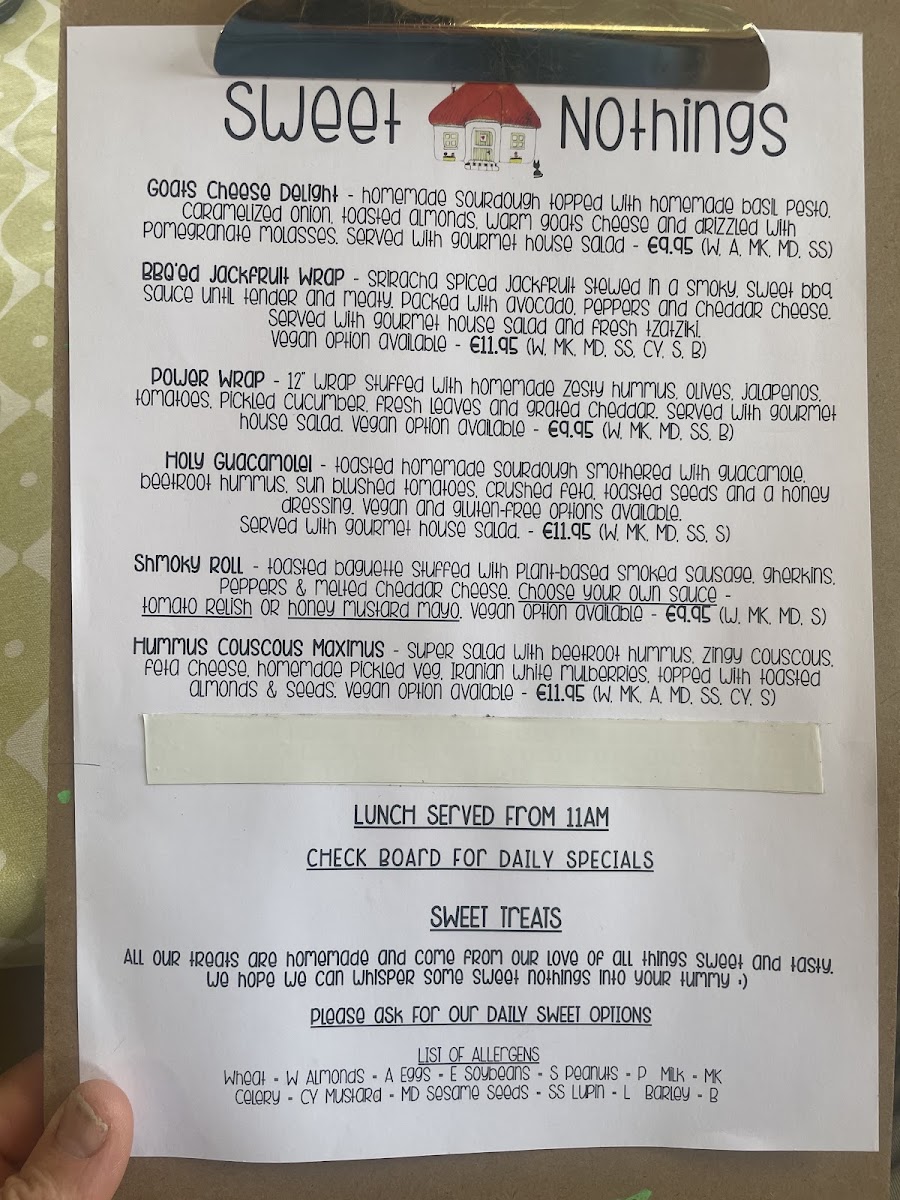 Sweet Nothings
Goats Cheese Delight - homemade sourdough topped with homemade basil pesto,
caramelized onion, toasted almonds, warm goats cheese and drizzled with
pomegranate molasses. Served with gourmet house salad - €9.95 (W, A, MK, MD, SS)
BBQ'ed Jackfruit Wrap - sriracha spiced jackfruit stewed in a smoky, sweet bbq
sauce until tender and meaty, packed with avocado, peppers and cheddar cheese.
Served with gourmet house salad and fresh tzatziki.
Vegan option available - €11.95 (W, MK, MD, SS, CY, S, B)
Power Wrap - 12" wrap stuffed with homemade zesty hummus, olives, jalapenos,
tomatoes, pickled cucumber, fresh leaves and grated cheddar. Served with gourmet
house salad. Vegan option available - €9.95 (W, MK, MD, SS, B)
Holy Guacamole! - toasted homemade sourdough smothered with guacamole,
beetroot hummus, sun blushed tomatoes, crushed feta, toasted seeds and a honey
dressing. Vegan and gluten-free options available.
Served with gourmet house salad. - €11.95 (W, MK, MD, SS, S)
Shmoky Roll - toasted baguette stuffed with plant-based smoked sausage, gherkins,
peppers & melted cheddar cheese. Choose your own sauce -
tomato relish or honey mustard mayo. Vegan option available - €9.95 (W, MK, MD, S)
Hummus Couscous Maximus - super salad with beetroot hummus, zingy couscous,
feta cheese, homemade pickled veg, Iranian white mulberries, topped with toasted
almonds & seeds. Vegan option avaialable - €11.95 (W, MK, A, MD, SS, CY, S)
LUNCH SERVED FROM 11AM
CHECK BOARD FOR DAILY SPECIALS
SWEET TREATS
All our treats are homemade and come from our love of all things sweet and tasty.
We hope we can whisper some sweet nothings into your tummy :)
Please ask for our DAILY SWEET OPTIONS
LIST OF ALLERGENS
Wheat - W Almonds - A Eggs - E Soybeans - S Peanuts - P Milk - MK
Celery - CY Mustard - MD Sesame Seeds - SS Lupin - L Barley - B